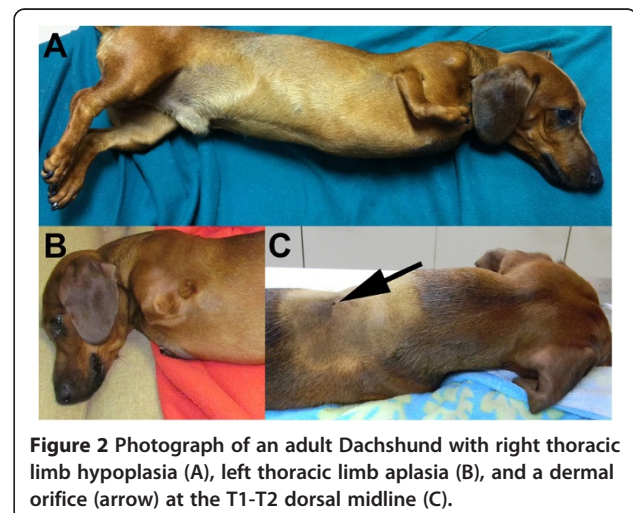 A
B
C
Figure 2 Photograph of an adult Dachshund with right thoracic
limb hypoplasia (A), left thoracic limb aplasia (B), and a dermal
orifice (arrow) at the T1-T2 dorsal midline (C).